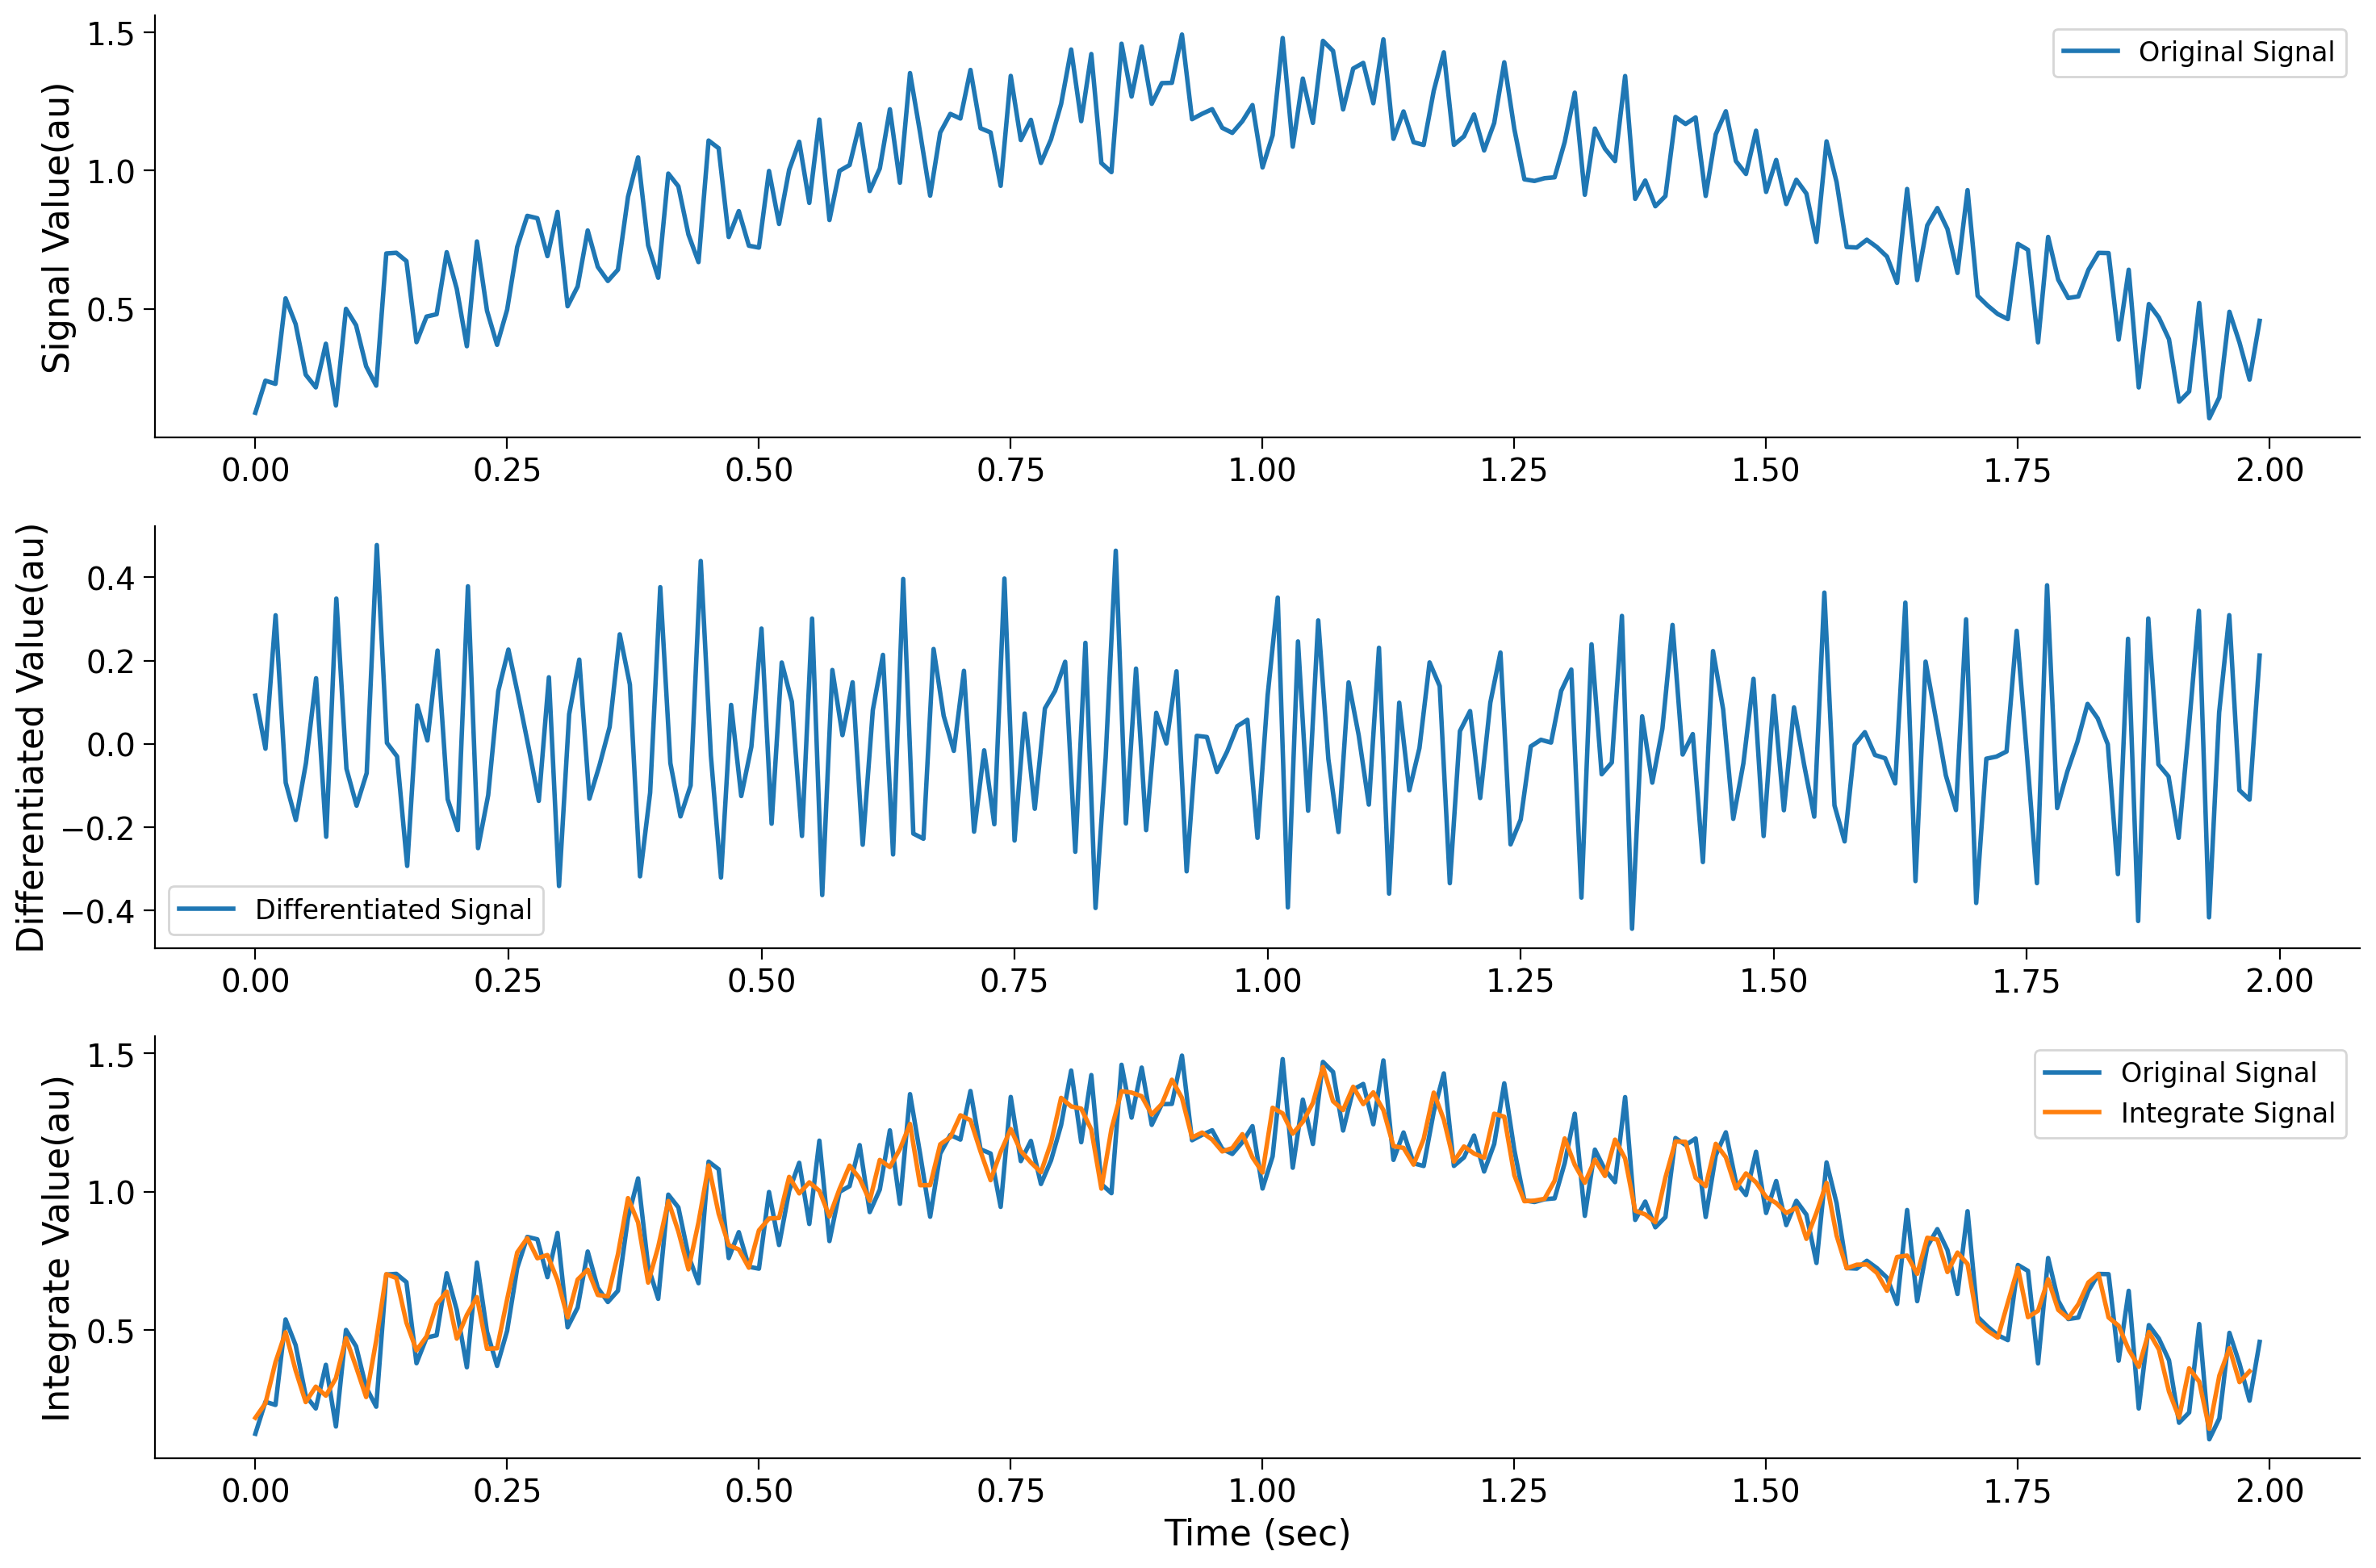 Signal Value(au)
1.5
1.0
0.5
Original Signal
0.00 0.25 0.50 0.75 1.00 1.25 1.50 1.75 2.00
Differentiated Value(au)
0.4
0.2
0.0
−0.2
−0.4
Differentiated Signal
0.00 0.25 0.50 0.75 1.00 1.25 1.50 1.75 2.00
Integrate Value(au)
1.5
1.0
0.5
Original Signal
Integrate Signal
0.00 0.25 0.50 0.75 1.00 1.25 1.50 1.75 2.00
Time (sec)